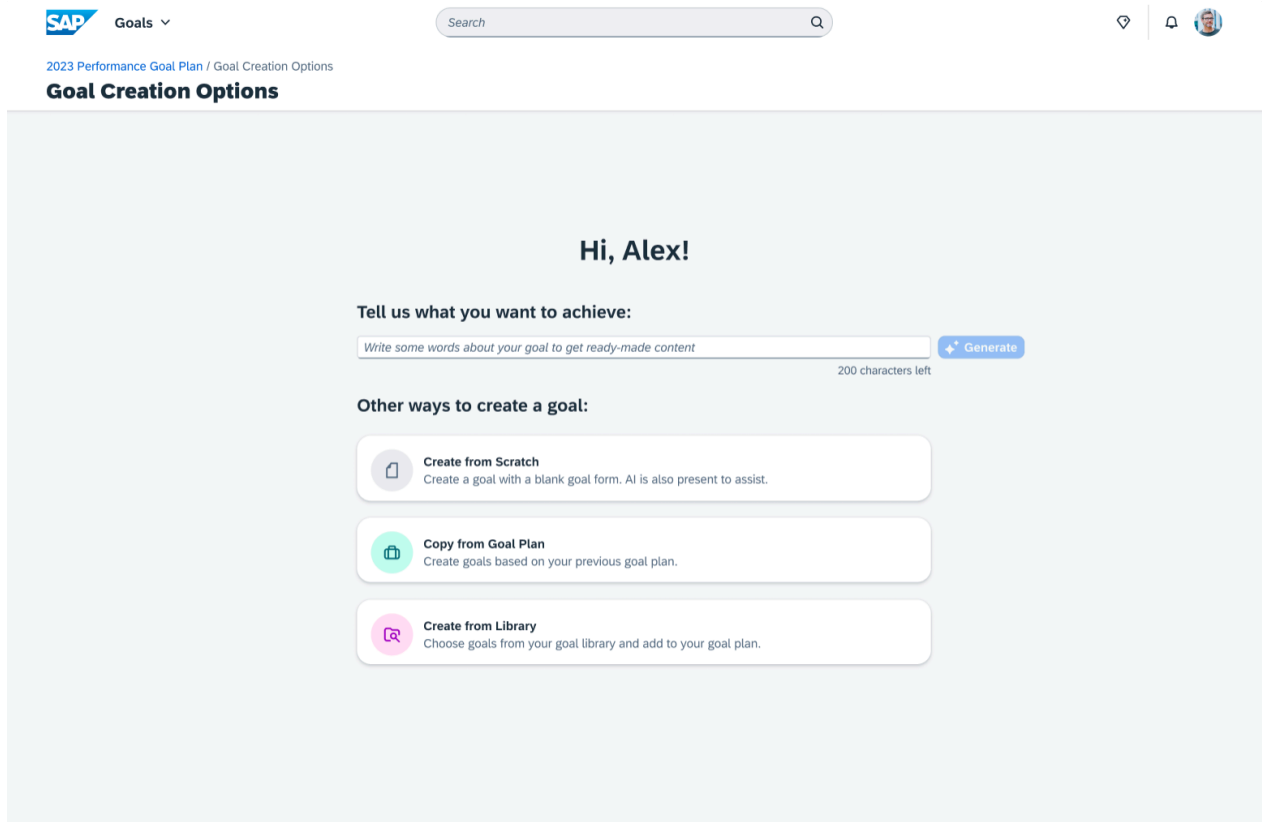 SAP Goals Search
2023 Performance Goal Plan / Goal Creation Options
Goal Creation Options
Hi, Alex!
Tell us what you want to achieve:
Write some words about your goal to get ready-made content Generate
200 characters left
Other ways to create a goal:
Create from Scratch
Create a goal with a blank goal form. AI is also present to assist.
Copy from Goal Plan
Create goals based on your previous goal plan.
Create from Library
Choose goals from your goal library and add to your goal plan.